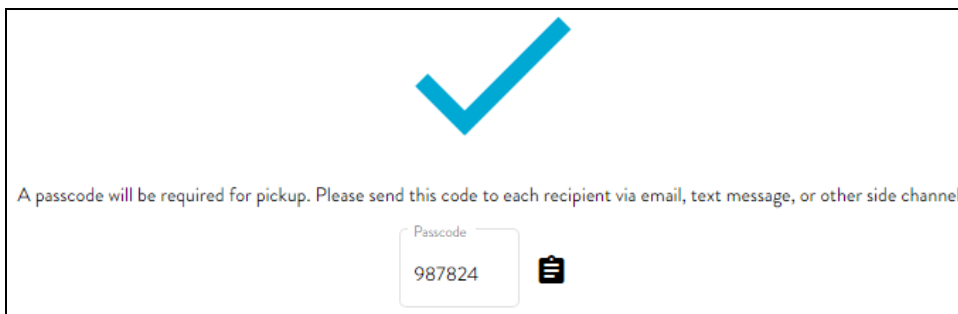 A passcode will be required for pickup. Please send this code to each recipient via email, text message, or other side channel
Passcode
987824